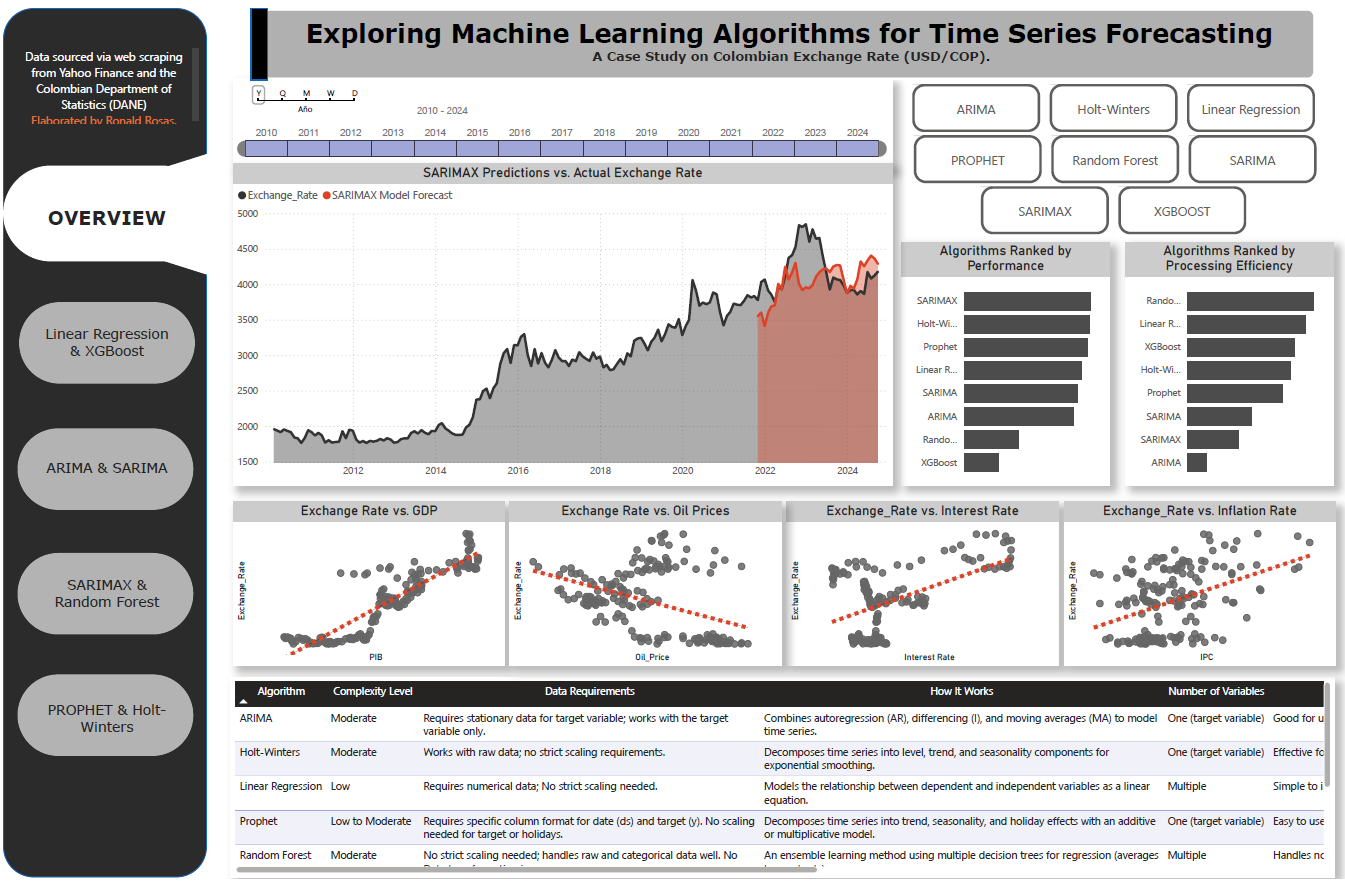 Data sourced via web scraping
from Yahoo Finance and the
Colombian Department of
Statistics (DANE)
Elaborated by Ronald Rosas.
OVERVIEW
Linear Regression
& XGBoost
ARIMA & SARIMA
SARIMAX &
Random Forest
PROPHET & Holt-
Winters
Exploring Machine Learning Algorithms for Time Series Forecasting
A Case Study on Colombian Exchange Rate (USD/COP).
Y Q M W D
Año
2010 - 2024
2010 2011 2012 2013 2014 2015 2016 2017 2018 2019 2020 2021 2022 2023 2024
SARIMAX Predictions vs. Actual Exchange Rate
Exchange_Rate SARIMAX Model Forecast
5000
4500
4000
3500
3000
2500
2000
1500
2012 2014 2016 2018 2020 2022 2024
ARIMA Holt-Winters Linear Regression
PROPHET Random Forest SARIMA
SARIMAX XGBOOST
Algorithms Ranked by
Performance
SARIMAX
Holt-Wi...
Prophet
Linear R...
SARIMA
ARIMA
Rando...
XGBoost
Algorithms Ranked by
Processing Efficiency
Rando...
Linear R...
XGBoost
Holt-Wi...
Prophet
SARIMA
SARIMAX
ARIMA
Exchange Rate vs. GDP
Exchange_Rate
PIB
Exchange Rate vs. Oil Prices
Exchange_Rate
Oil_Price
Exchange_Rate vs. Interest Rate
Exchange_Rate
Interest Rate
Exchange_Rate vs. Inflation Rate
Exchange_Rate
IPC
Algorithm Complexity Level Data Requirements How It Works Number of Variables
ARIMA Moderate Requires stationary data for target variable; works with the target Combines autoregression (AR), differencing (I), and moving averages (MA) to model One (target variable) Good for u
variable only. time series.
Holt-Winters Moderate Works with raw data; no strict scaling requirements. Decomposes time series into level, trend, and seasonality components for One (target variable) Effective fo
exponential smoothing.
Linear Regression Low Requires numerical data; No strict scaling needed. Models the relationship between dependent and independent variables as a linear Multiple Simple to i
equation.
Prophet Low to Moderate Requires specific column format for date (ds) and target (y). No scaling Decomposes time series into trend, seasonality, and holiday effects with an additive One (target variable) Easy to use
needed for target or holidays. or multiplicative model.
Random Forest Moderate No strict scaling needed; handles raw and categorical data well. No An ensemble learning method using multiple decision trees for regression (averages Multiple Handles no